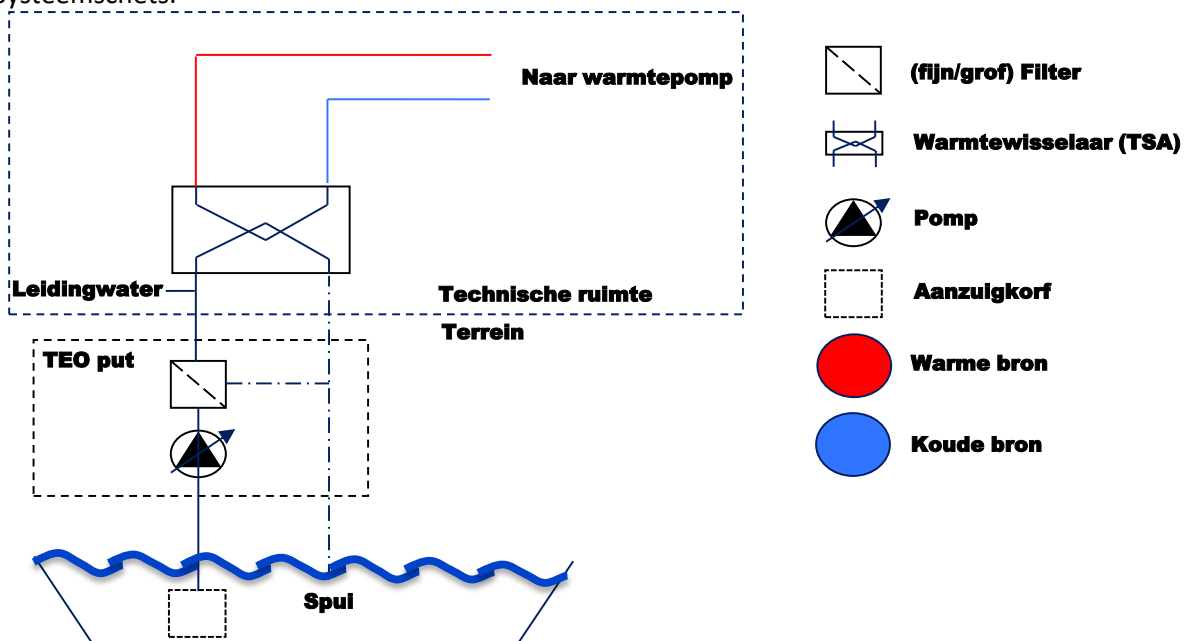 Systeemschets:
Naar warmtepomp
Leidingwater
Technische ruimte
Terrein
TEO put
Spui
(fijn/grof) Filter
Warmtewisselaar (TSA)
Pomp
Aanzuigkorf
Warme bron
Koude bron